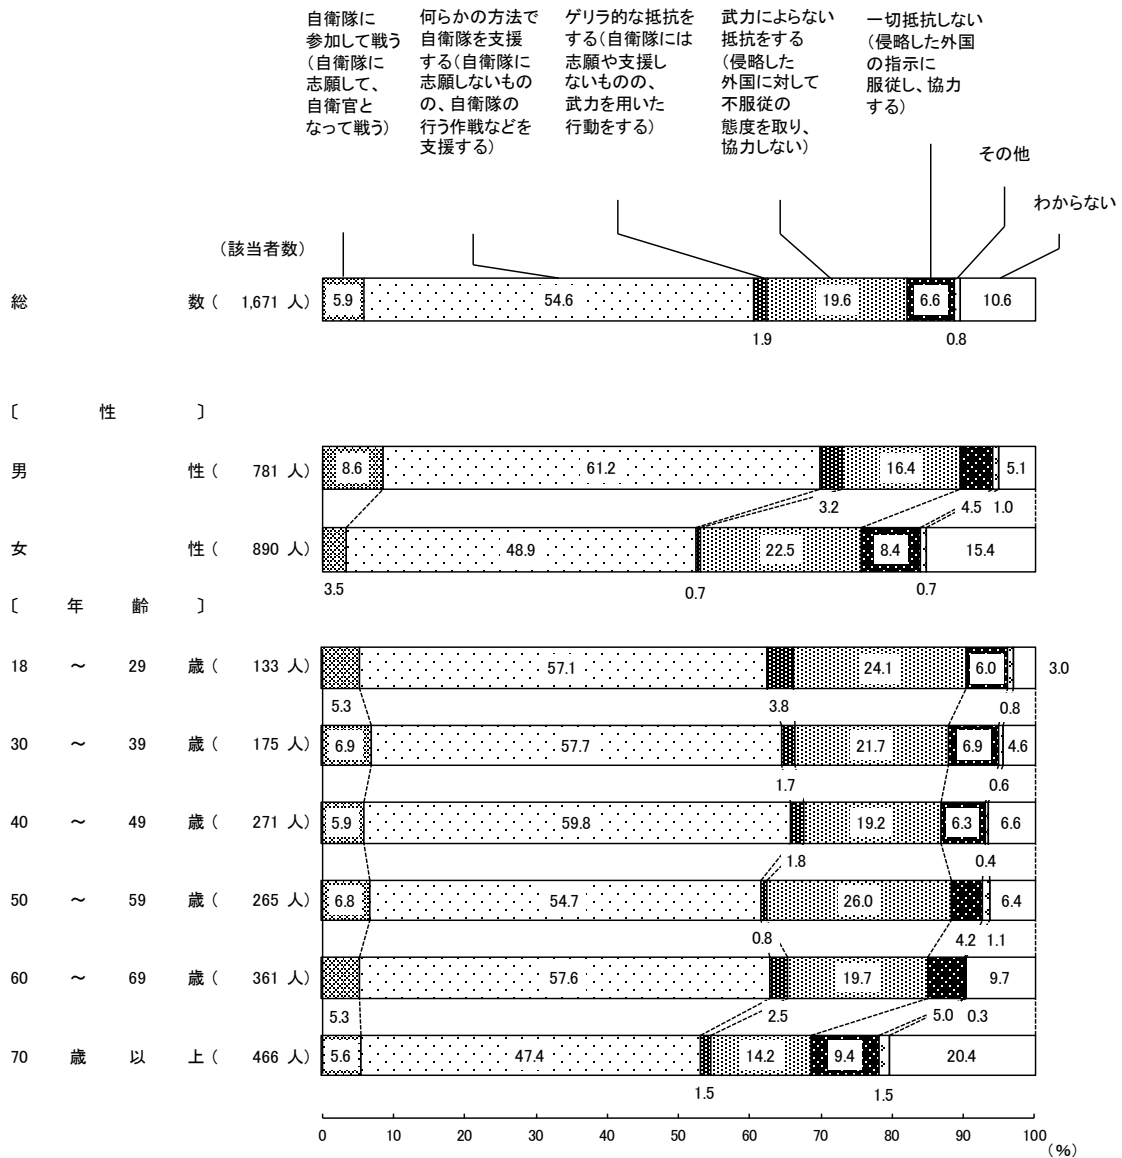 自衛隊に
参加して戦う
(自衛隊に
志願して、
自衛官と
なって戦う)
何らかの方法で
自衛隊を支援
する(自衛隊に
志願しないもの
の、自衛隊の
行う作戦などを
支援する)
ゲリラ的な抵抗を
する(自衛隊には
志願や支援し
ないものの、
武力を用いた
行動をする)
武力によらない
抵抗をする
(侵略した
外国に対して
不服従の
態度を取り、
協力しない)
一切抵抗しない
(侵略した外国
の指示に
服従し、協力
する)
その他
わからない
(該当者数)
総 数 ( 1,671 人) 5.9 54.6 19.6 6.6 10.6
1.9 0.8
〔 性 〕
男 性 ( 781 人) 8.6 61.2 16.4 5.1
3.2 4.5 1.0
女 性 ( 890 人) 48.9 22.5 8.4 15.4
3.5 0.7 0.7
〔 年 齢 〕
18 ～ 29 歳 ( 133 人) 57.1 24.1 6.0 3.0
5.3 3.8 0.8
30 ～ 39 歳 ( 175 人) 6.9 57.7 21.7 6.9 4.6
1.7 0.6
40 ～ 49 歳 ( 271 人) 5.9 59.8 19.2 6.3 6.6
1.8 0.4
50 ～ 59 歳 ( 265 人) 6.8 54.7 26.0 6.4
0.8 4.2 1.1
60 ～ 69 歳 ( 361 人) 57.6 19.7 9.7
5.3 2.5 5.0 0.3
70 歳 以 上 ( 466 人) 5.6 47.4 14.2 9.4 20.4
1.5 1.5
0 10 20 30 40 50 60 70 80 90 100
(%)